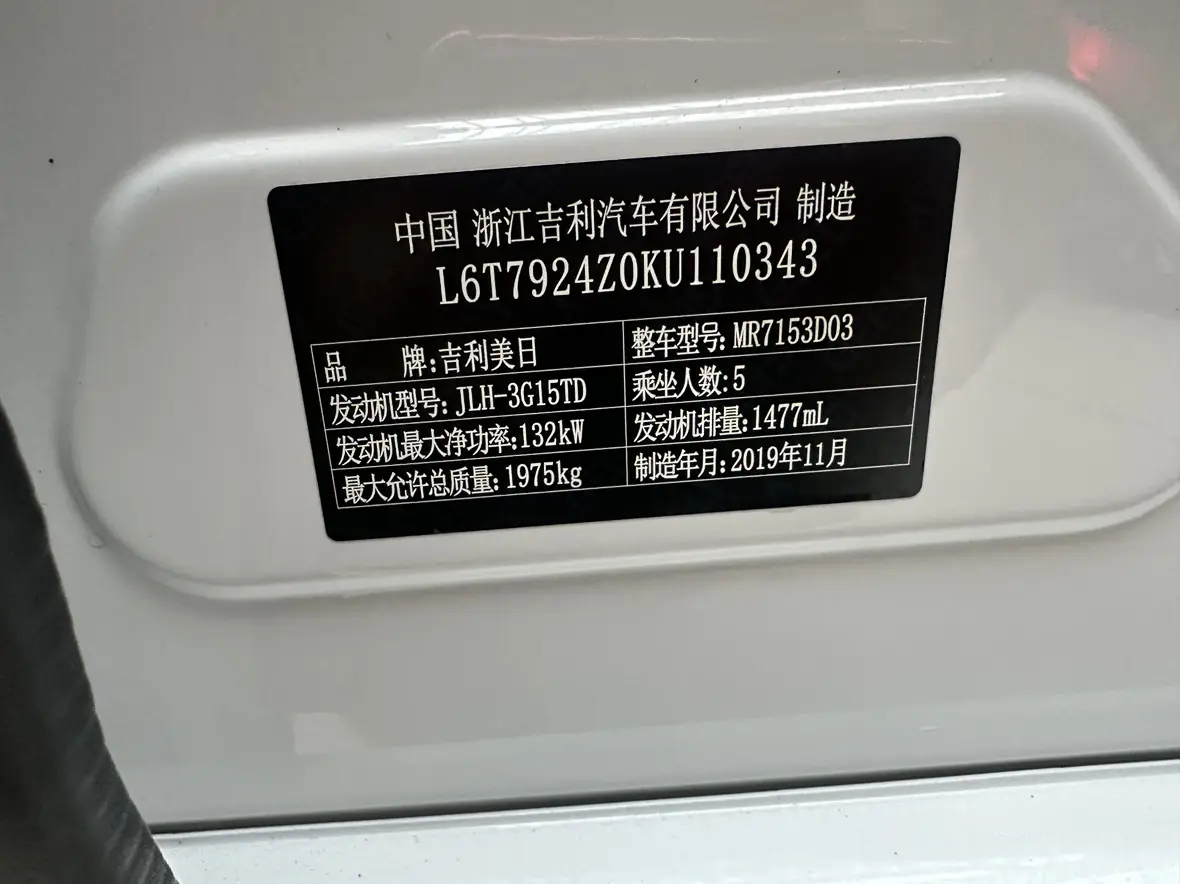 中国 浙江吉利汽车有限公司 制造
L6T7924Z0KU110343
品 牌:吉利美日 整车型号:MR7153D03
发动机型号:JLH-3G15TD 乘坐人数:5
发动机最大净功率:132kW 发动机排量:1477mL
最大允许总质量:1975kg 制造年月:2019年11月